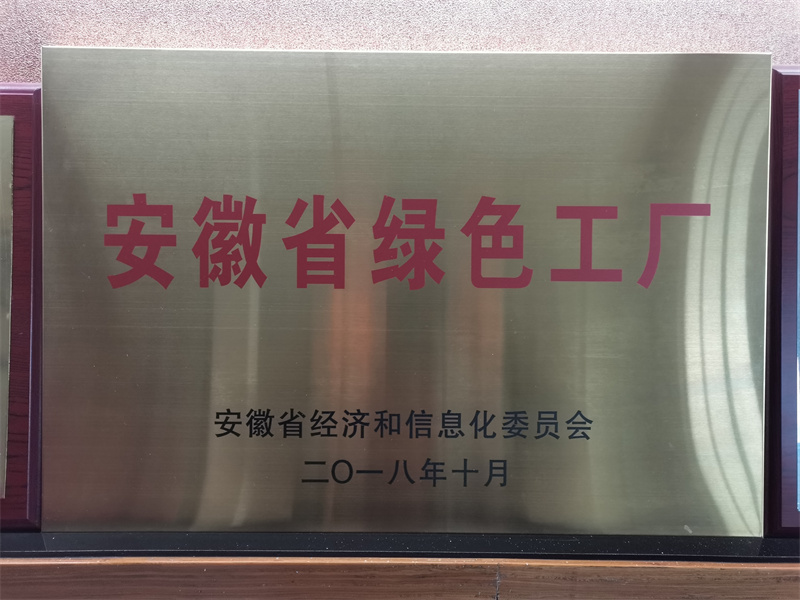 安徽省绿色工厂
安徽省经济和信息化委员会
二〇一八年十月